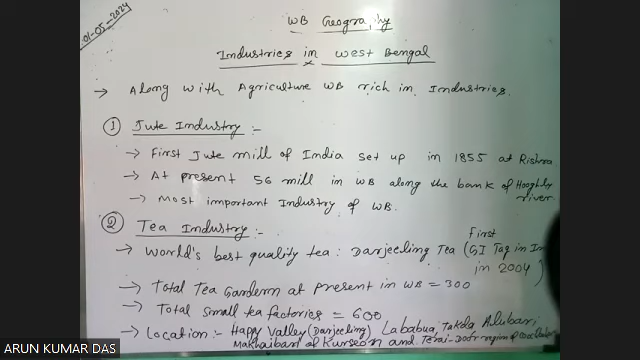 01-05-2024
WB Geography
Industries in West Bengal
→ Along with Agriculture WB rich in Industries.
① Jute Industry :-
→ First Jute mill of India set up in 1855 at Rishra
→ At present 56 mill in WB along the bank of Hooghly
river
→ Most important Industry of WB.
② Tea Industry :-
First
→ World's best quality tea : Darjeeling Tea (GI Tag in In
in 2004)
→ Total Tea Gardern at present in WB = 300
→ Total small tea factories = 600
→ Location :- Happy Valley (Darjeeling) Takda,
Makaibari of Kurseon and Terai- region of
ARUN KUMAR DAS